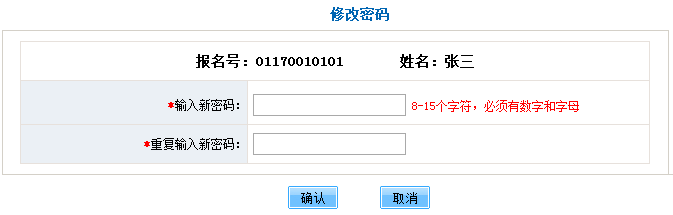 修改密码
报名号：01170010101 姓名：张三
*输入新密码： 8-15个字符，必须有数字和字母
*重复输入新密码：
确认 取消